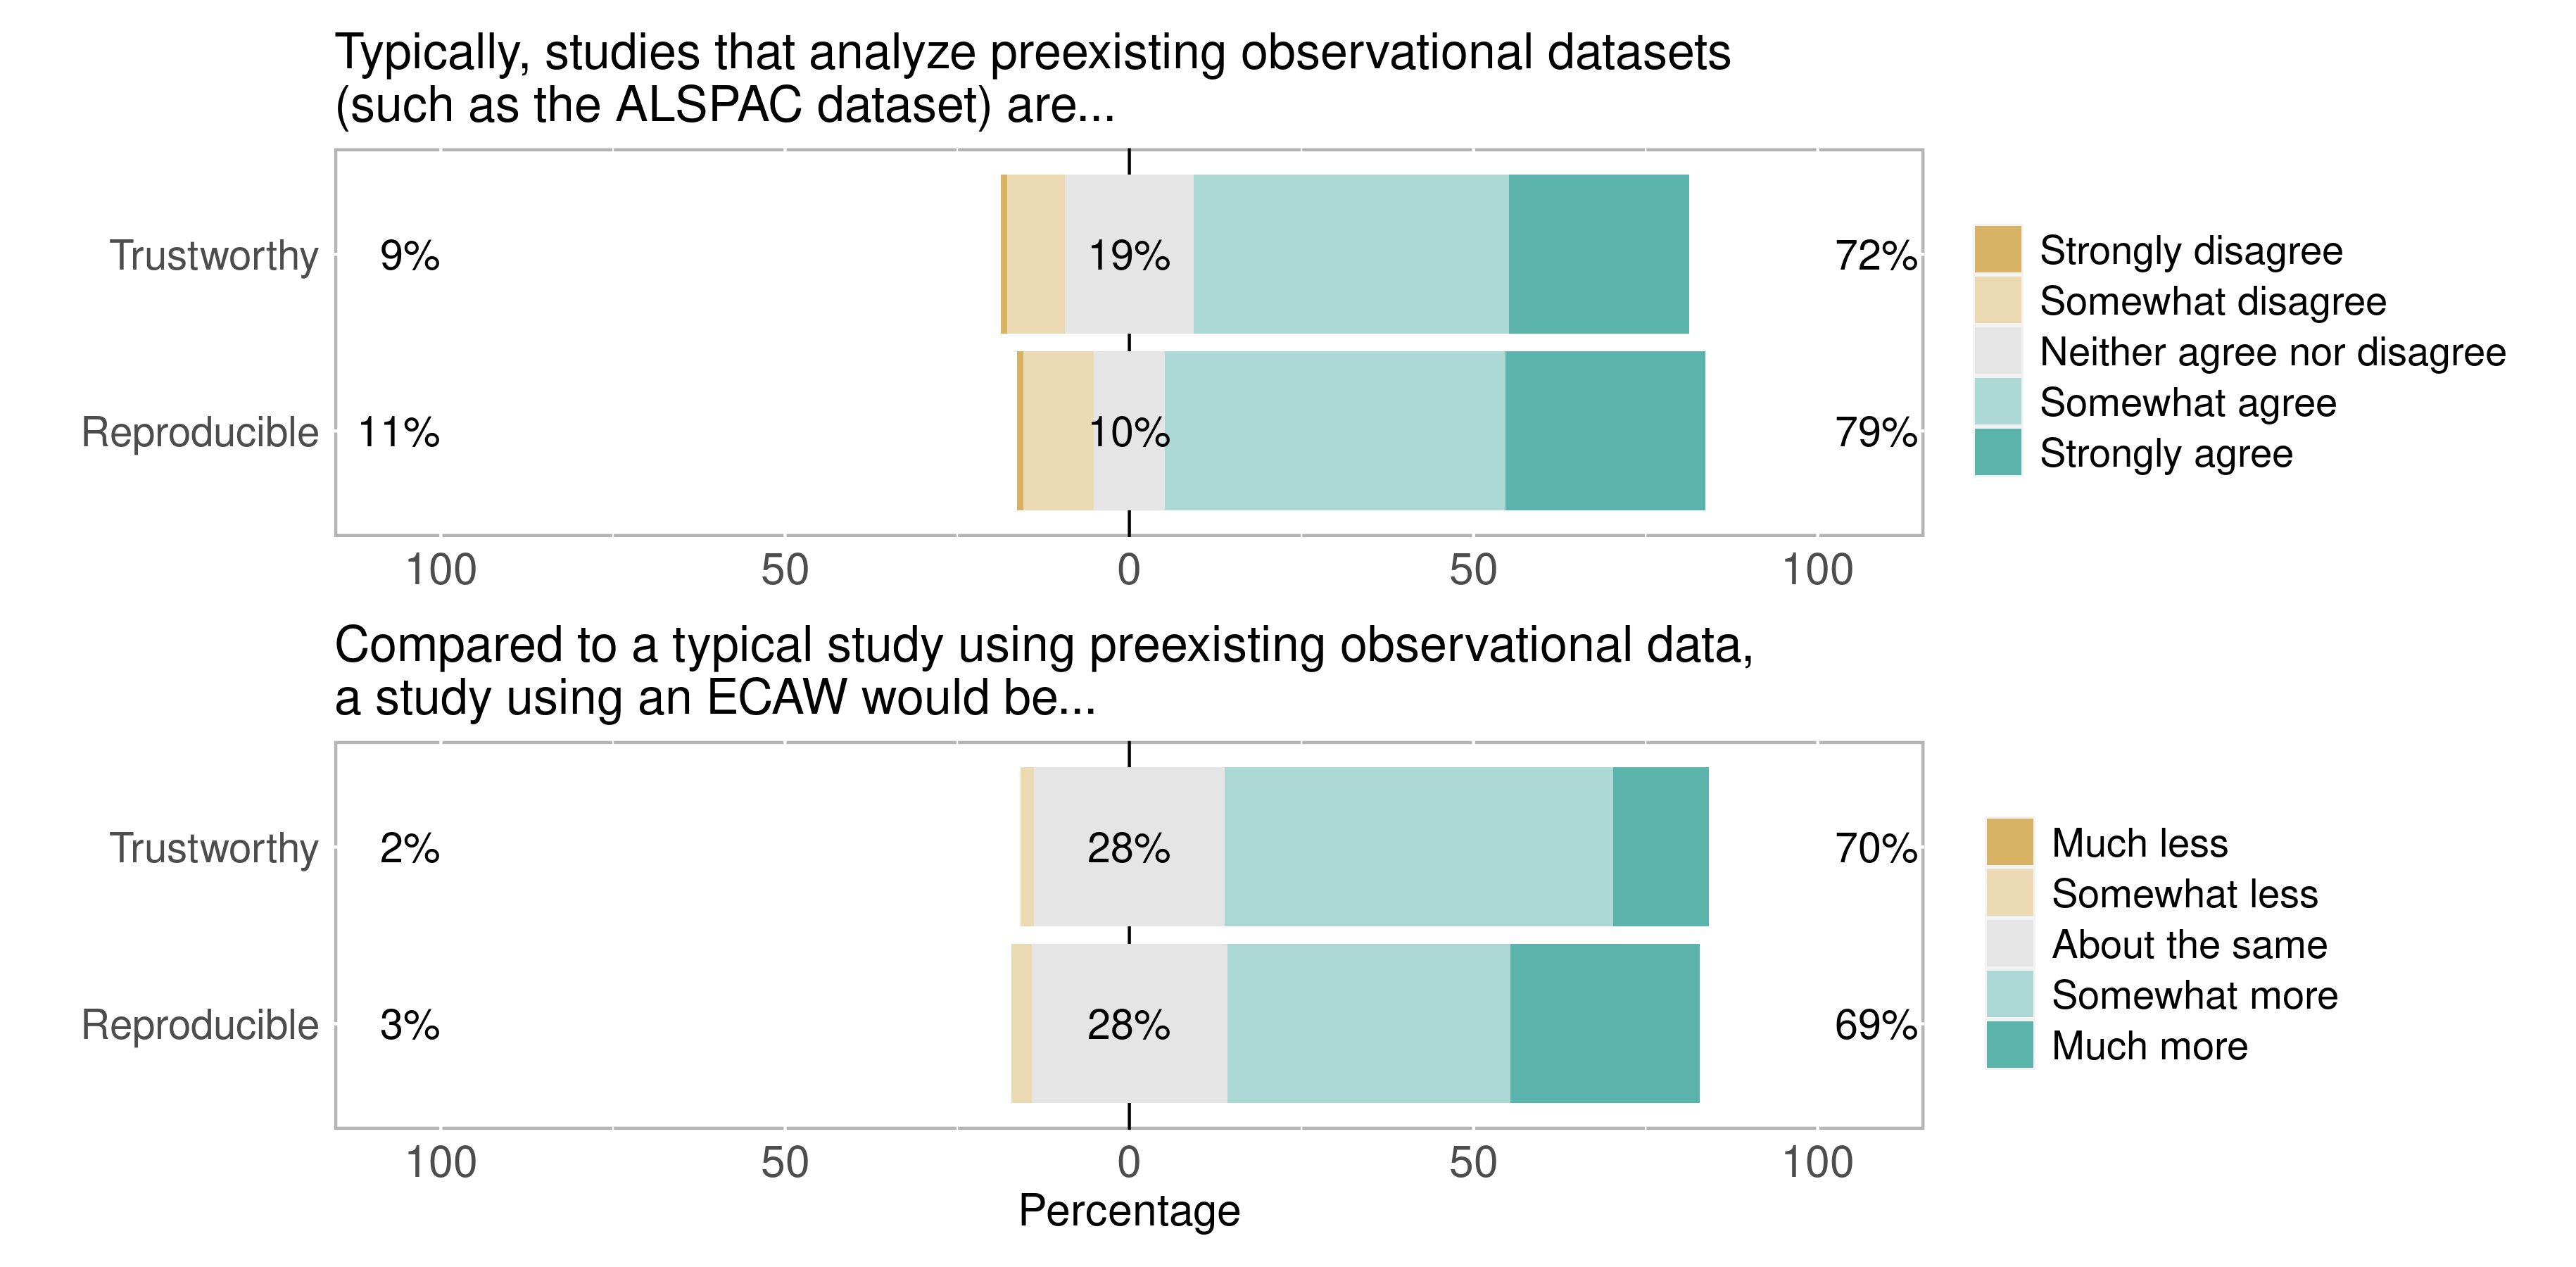 Typically, studies that analyze preexisting observational datasets
(such as the ALSPAC dataset) are...
Trustworthy 9% 19% 72%
Reproducible 11% 10% 79%
100 50 0 50 100
Strongly disagree
Somewhat disagree
Neither agree nor disagree
Somewhat agree
Strongly agree
Compared to a typical study using preexisting observational data,
a study using an ECAW would be...
Trustworthy 2% 28% 70%
Reproducible 3% 28% 69%
100 50 0 50 100
Percentage
Much less
Somewhat less
About the same
Somewhat more
Much more